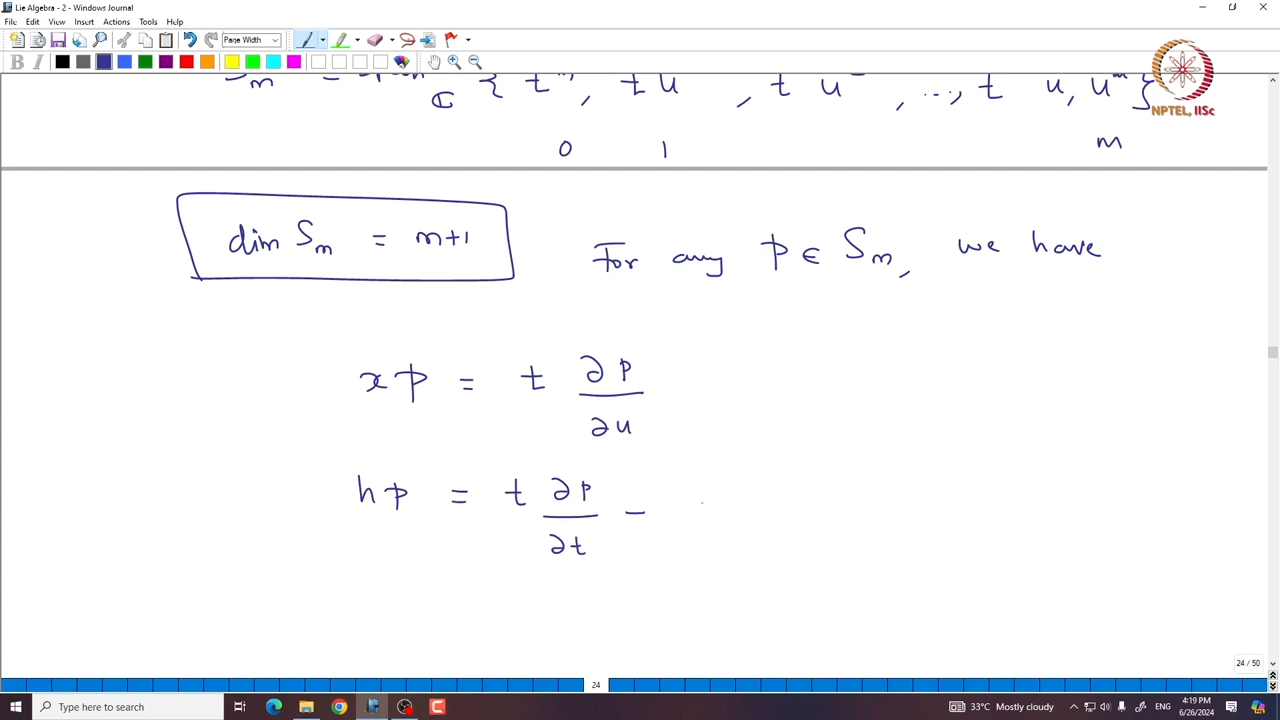 Lie Algebra - 2 - Windows Journal
File Edit View Insert Actions Tools Help
Page Width
B I
S_m = { t^m, t u , t u , ..., t u, u^m }
ℂ
0 1 m
NPTEL, IISc
dim S_m = m+1 For any p ∈ S_m, we have
x p = t ∂p/∂u
h p = t ∂p/∂t –
24 / 50
24
Type here to search
33°C Mostly cloudy
ENG
4:19 PM
6/26/2024